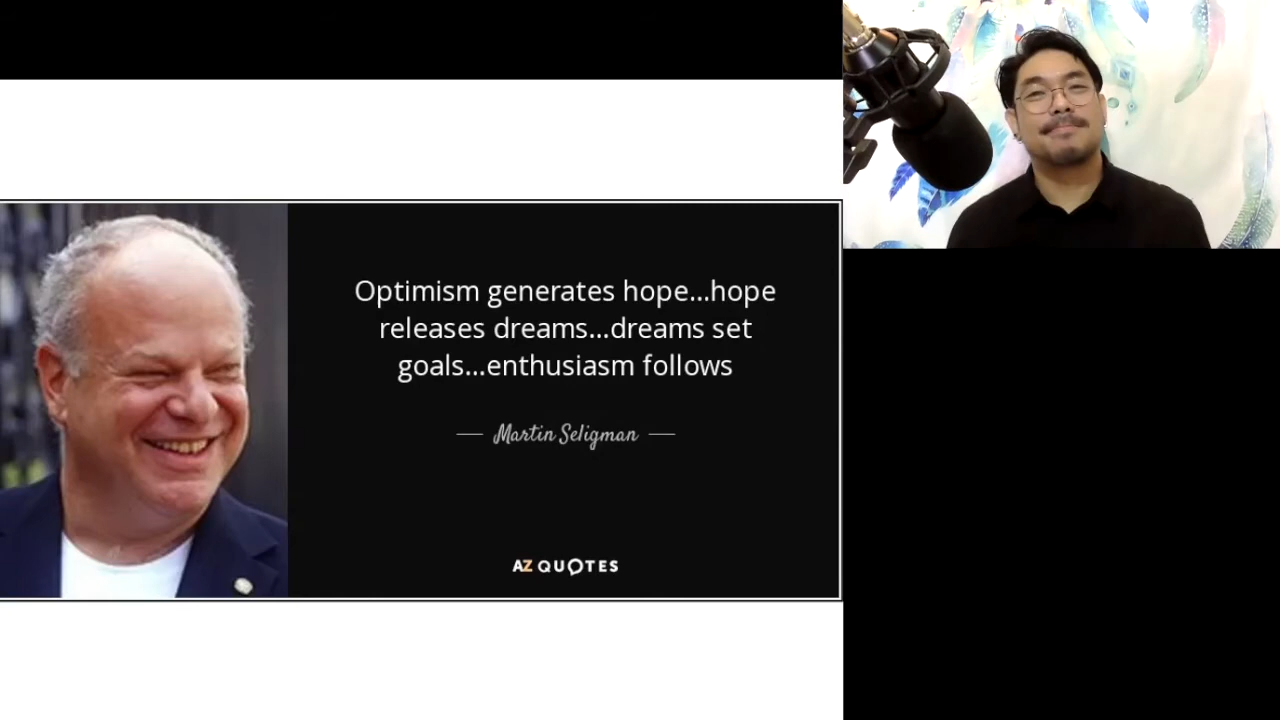 Optimism generates hope...hope
releases dreams...dreams set
goals...enthusiasm follows
Martin Seligman
AZ QUOTES